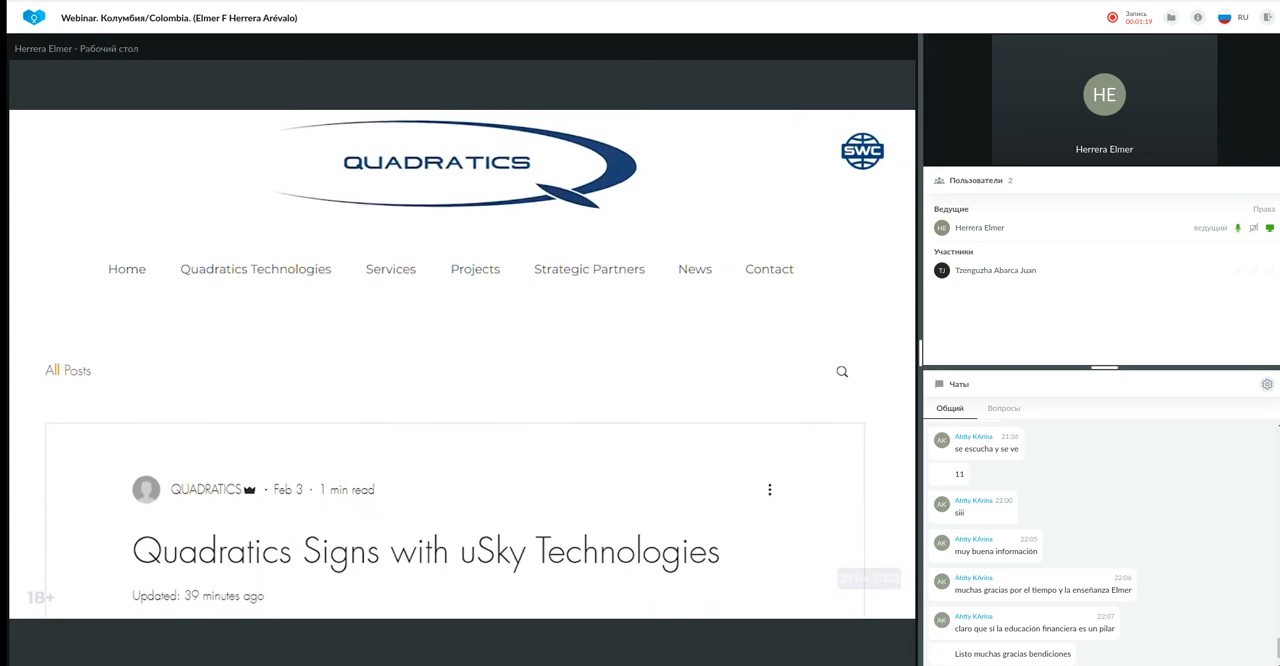 Webinar. Колумбия/Colombia. (Elmer F Herrera Arévalo)
Запись
00:01:19
RU
Herrera Elmer - Рабочий стол
QUADRATICS
SWC
Home Quadratics Technologies Services Projects Strategic Partners News Contact
All Posts
QUADRATICS · Feb 3 · 1 min read
Quadratics Signs with uSky Technologies
Updated: 39 minutes ago
18+
HE
Herrera Elmer
Пользователи 2
Ведущие Права
HE Herrera Elmer ведущий
Участники
TJ Tzenguzha Abarca Juan
Чаты
Общий Вопросы
AK Ahtty KArina 21:36
se escucha y se ve
11
AK Ahtty KArina 22:00
siii
AK Ahtty KArina 22:05
muy buena información
AK Ahtty KArina 22:06
muchas gracias por el tiempo y la enseñanza Elmer
AK Ahtty KArina 22:07
claro que sí la educación financiera es un pilar
Listo muchas gracias bendiciones